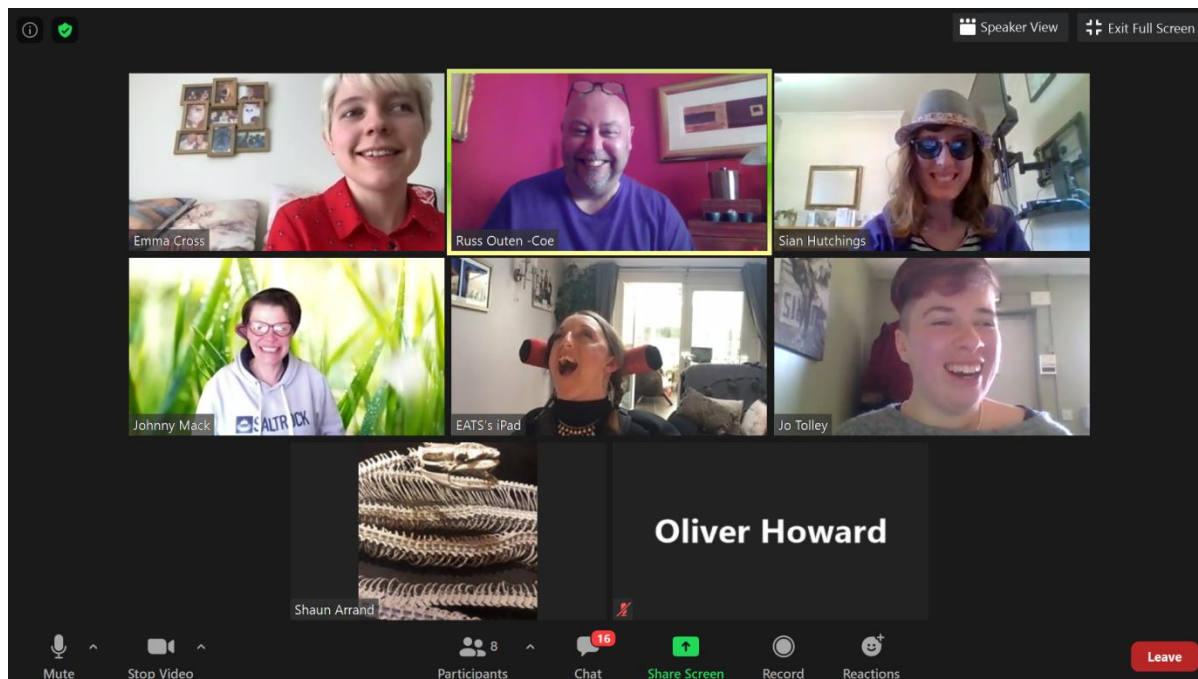 Speaker View
Exit Full Screen
Emma Cross
Russ Outen -Coe
Sian Hutchings
Johnny Mack
SALTROCK
EATS's iPad
Jo Tolley
Shaun Arrand
Oliver Howard
8
16
Mute
Stop Video
Participants
Chat
Share Screen
Record
Reactions
Leave